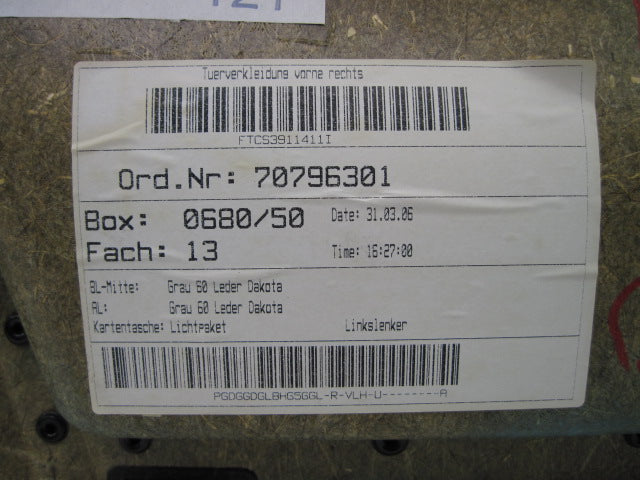 Tuerverkleidung vorne rechts
FTCS3911411I
Ord.Nr: 70796301
Box: 0680/50 Date: 31.03.06
Fach: 13 Time: 16:27:00
BL-Mitte: Grau 60 Leder Dakota
AL: Grau 60 Leder Dakota
Kartentasche: Lichtpaket Linkslenker
PGDGGDGLBHG5GGL-R-VLH-U--------A